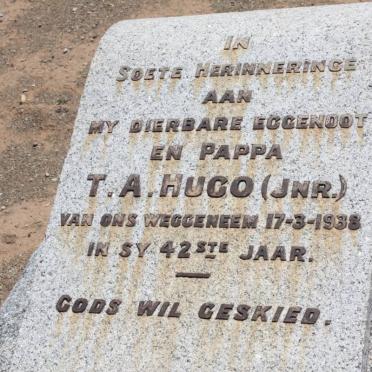 IN
SOETE HERINNERINGE
AAN
MY DIERBARE EGGENOOT
EN PAPPA
T. A. HUGO (JNR.)
VAN ONS WEGGENEEM 17-3-1938
IN SY 42STE JAAR.
GODS WIL GESKIED.